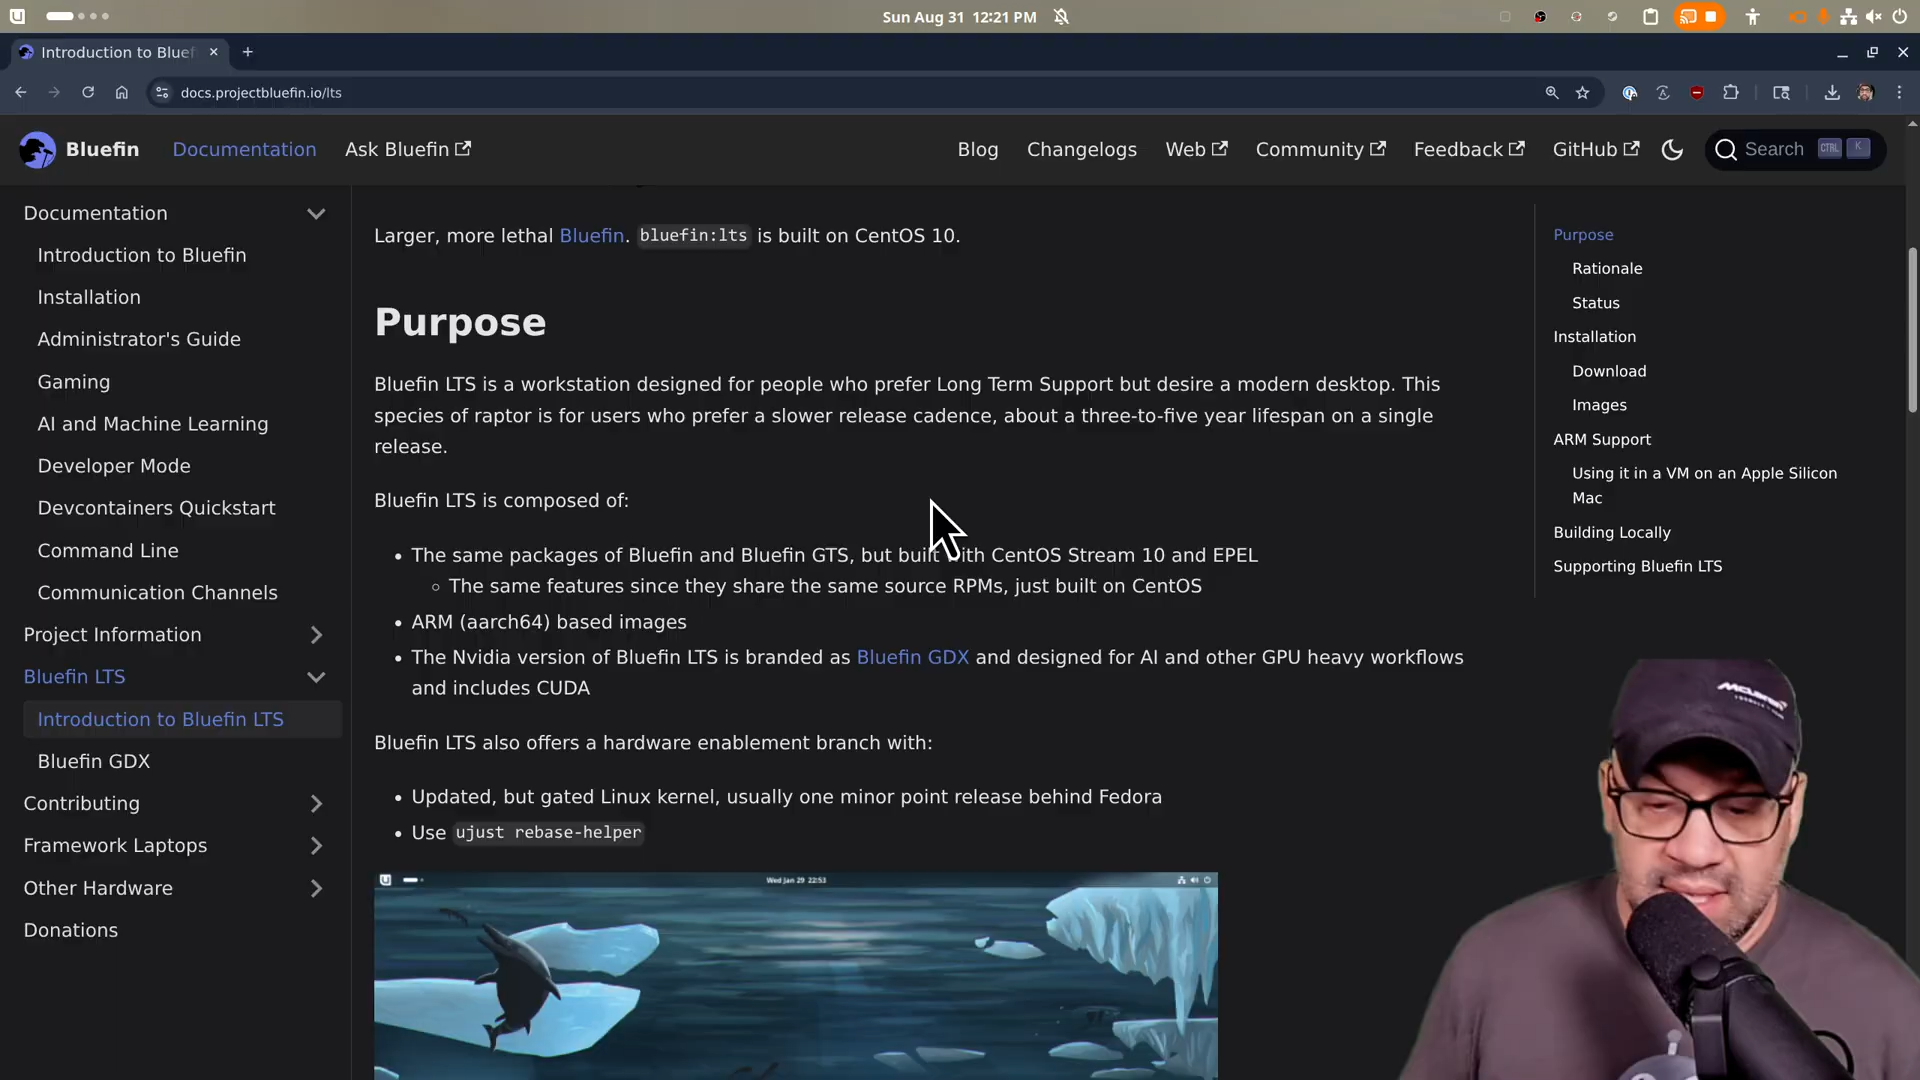 Sun Aug 31 12:21 PM
Introduction to Bluef
docs.projectbluefin.io/lts
Bluefin
Documentation
Ask Bluefin
Blog
Changelogs
Web
Community
Feedback
GitHub
Search
CTRL
K
Documentation
Introduction to Bluefin
Installation
Administrator's Guide
Gaming
AI and Machine Learning
Developer Mode
Devcontainers Quickstart
Command Line
Communication Channels
Project Information
Bluefin LTS
Introduction to Bluefin LTS
Bluefin GDX
Contributing
Framework Laptops
Other Hardware
Donations
Larger, more lethal Bluefin. bluefin:lts is built on CentOS 10.
Purpose
Bluefin LTS is a workstation designed for people who prefer Long Term Support but desire a modern desktop. This
species of raptor is for users who prefer a slower release cadence, about a three-to-five year lifespan on a single
release.
Bluefin LTS is composed of:
• The same packages of Bluefin and Bluefin GTS, but built with CentOS Stream 10 and EPEL
◦ The same features since they share the same source RPMs, just built on CentOS
• ARM (aarch64) based images
• The Nvidia version of Bluefin LTS is branded as Bluefin GDX and designed for AI and other GPU heavy workflows
and includes CUDA
Bluefin LTS also offers a hardware enablement branch with:
• Updated, but gated Linux kernel, usually one minor point release behind Fedora
• Use ujust rebase-helper
Wed Jan 29 22:53
Purpose
Rationale
Status
Installation
Download
Images
ARM Support
Using it in a VM on an Apple Silicon
Mac
Building Locally
Supporting Bluefin LTS
McLaren